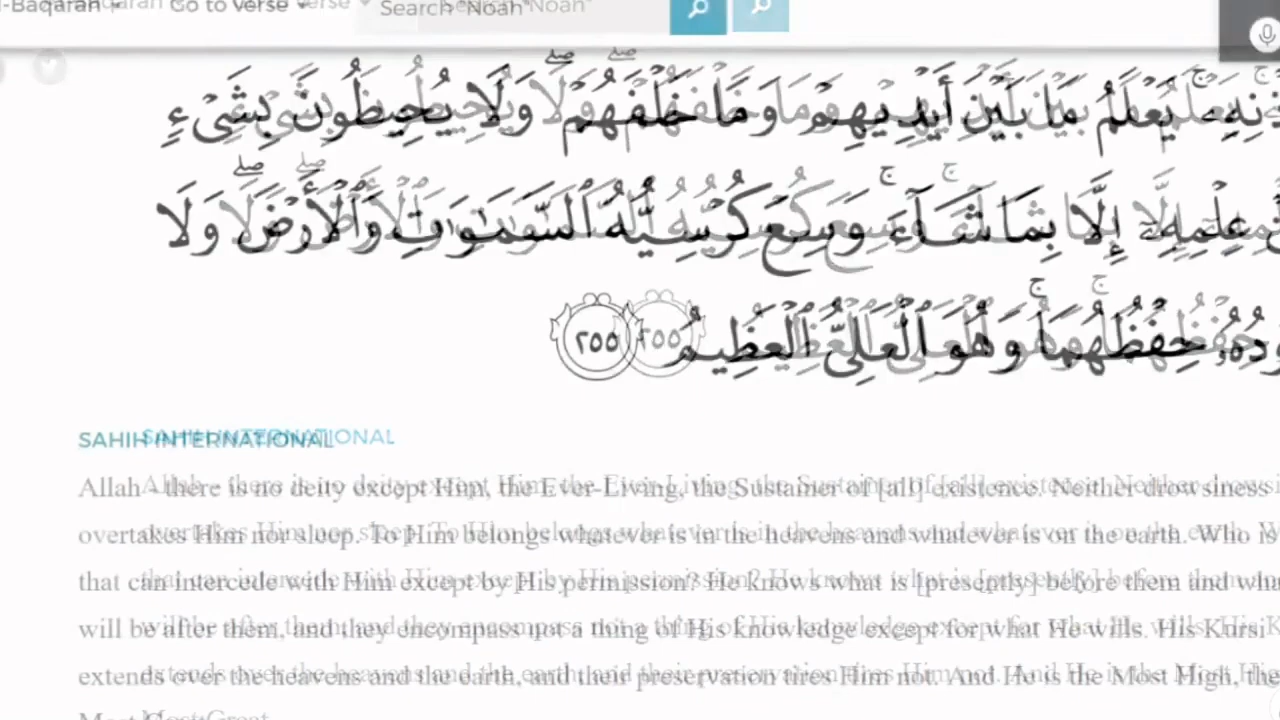 l-Baqarah
Go to verse
Search "Noah"
نِهِۦۚ يَعْلَمُ مَا بَيْنَ أَيْدِيهِمْ وَمَا خَلْفَهُمْۖ وَلَا يُحِيطُونَ بِشَىْءٍ
عِلْمِهِۦٓ إِلَّا بِمَا شَآءَۚ وَسِعَ كُرْسِيُّهُ ٱلسَّمَـٰوَٰتِ وَٱلْأَرْضَۖ وَلَا
ودُهُۥ حِفْظُهُمَاۚ وَهُوَ ٱلْعَلِىُّ ٱلْعَظِيمُ ٢٥٥
SAHIH INTERNATIONAL
Allah - there is no deity except Him, the Ever-Living, the Sustainer of [all] existence. Neither drowsiness
overtakes Him nor sleep. To Him belongs whatever is in the heavens and whatever is on the earth. Who is
that can intercede with Him except by His permission? He knows what is [presently] before them and wha
will be after them, and they encompass not a thing of His knowledge except for what He wills. His Kursi
extends over the heavens and the earth, and their preservation tires Him not. And He is the Most High, the
Most Great.